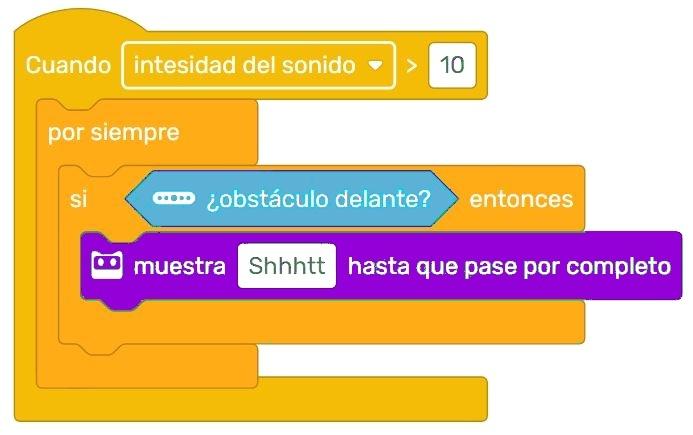 Cuando intesidad del sonido > 10
por siempre
si ¿obstáculo delante? entonces
muestra Shhhtt hasta que pase por completo